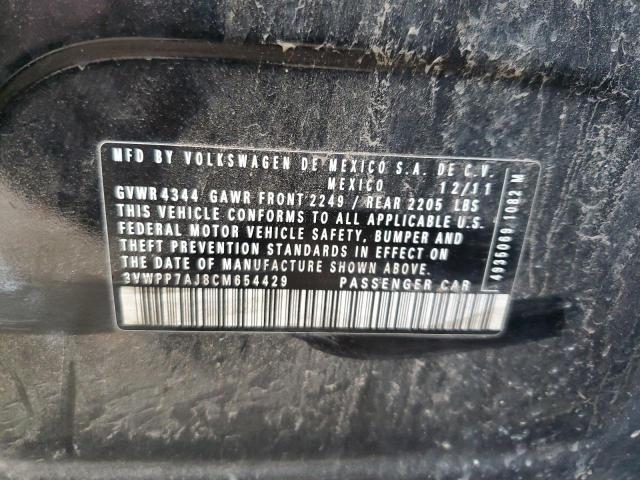 MFD BY VOLKSWAGEN DE MEXICO S.A. DE C.V.
MEXICO 12/11
GVWR 4344 GAWR FRONT 2249 / REAR 2205 LBS
THIS VEHICLE CONFORMS TO ALL APPLICABLE U.S.
FEDERAL MOTOR VEHICLE SAFETY, BUMPER AND
THEFT PREVENTION STANDARDS IN EFFECT ON
THE DATE OF MANUFACTURE SHOWN ABOVE.
3VWPP7AJ8CM654429 PASSENGER CAR
4935069 1082 M